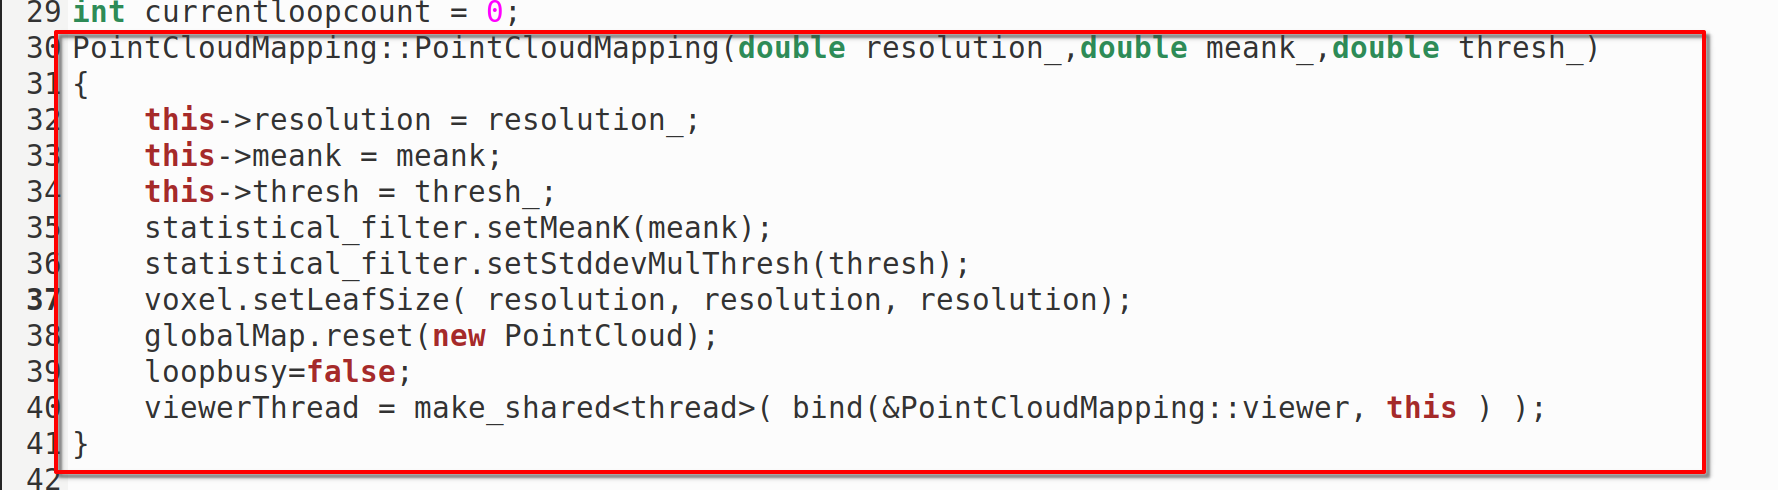 29 int currentloopcount = 0;
30 PointCloudMapping::PointCloudMapping(double resolution_,double meank_,double thresh_)
31 {
32     this->resolution = resolution_;
33     this->meank = meank;
34     this->thresh = thresh_;
35     statistical_filter.setMeanK(meank);
36     statistical_filter.setStddevMulThresh(thresh);
37     voxel.setLeafSize( resolution, resolution, resolution);
38     globalMap.reset(new PointCloud);
39     loopbusy=false;
40     viewerThread = make_shared<thread>( bind(&PointCloudMapping::viewer, this ) );
41 }
42